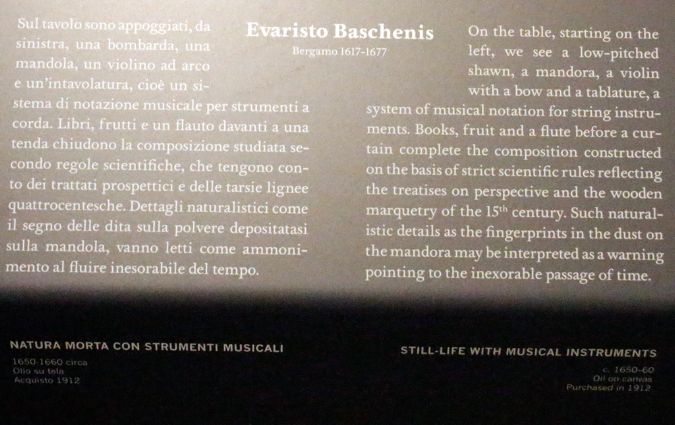 Evaristo Baschenis
Bergamo 1617-1677
Sul tavolo sono appoggiati, da
sinistra, una bombarda, una
mandola, un violino ad arco
e un'intavolatura, cioè un si-
stema di notazione musicale per strumenti a
corda. Libri, frutti e un flauto davanti a una
tenda chiudono la composizione studiata se-
condo regole scientifiche, che tengono con-
to dei trattati prospettici e delle tarsie lignee
quattrocentesche. Dettagli naturalistici come
il segno delle dita sulla polvere depositatasi
sulla mandola, vanno letti come ammoni-
mento al fluire inesorabile del tempo.
On the table, starting on the
left, we see a low-pitched
shawn, a mandora, a violin
with a bow and a tablature, a
system of musical notation for string instru-
ments. Books, fruit and a flute before a cur-
tain complete the composition constructed
on the basis of strict scientific rules reflecting
the treatises on perspective and the wooden
marquetry of the 15th century. Such natural-
istic details as the fingerprints in the dust on
the mandora may be interpreted as a warning
pointing to the inexorable passage of time.
NATURA MORTA CON STRUMENTI MUSICALI
1650-1660 circa
Olio su tela
Acquisto 1912
STILL-LIFE WITH MUSICAL INSTRUMENTS
c. 1650-60
Oil on canvas
Purchased in 1912